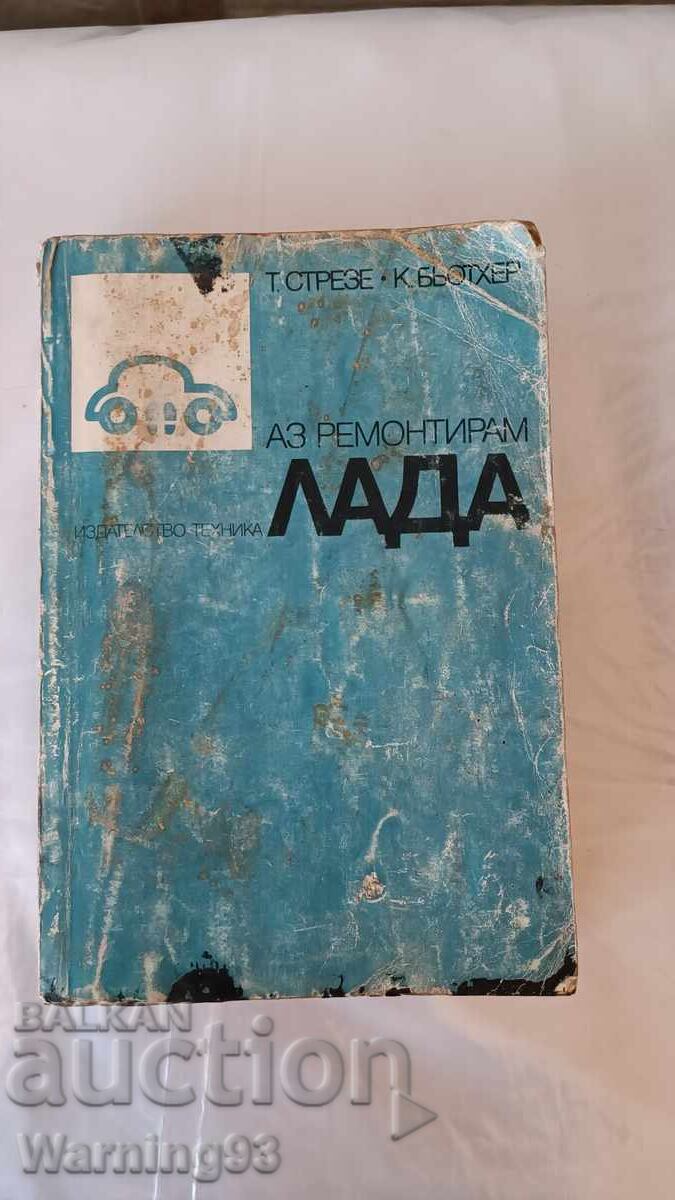 Т. СТРЕЗЕ • К. БЬОТХЕР
АЗ РЕМОНТИРАМ
ЛАДА
ИЗДАТЕЛСТВО ТЕХНИКА
BALKAN
auction
Warning93